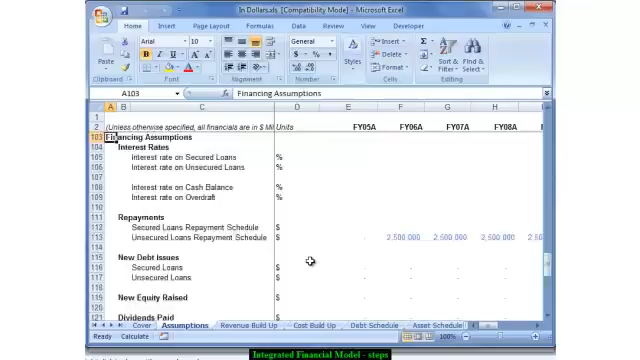 In Dollars.xls [Compatibility Mode] - Microsoft Excel
Home Insert Page Layout Formulas Data Review View Developer
Arial 10
Paste Styles Insert Delete Format Sort & Filter Find & Select
Clipboard Font Alignment Number Cells Editing
A103 Financing Assumptions
A B C D E F G H
1
2 (Unless otherwise specified, all financials are in $ Mi Units FY05A FY06A FY07A FY08A
103 Financing Assumptions
104 Interest Rates
105 Interest rate on Secured Loans %
106 Interest rate on Unsecured Loans %
107
108 Interest rate on Cash Balance %
109 Interest rate on Overdraft %
110
111 Repayments
112 Secured Loans Repayment Schedule $
113 Unsecured Loans Repayment Schedule $ - 2,500,000 2,500,000 2,500,000 2,5
114
115 New Debt Issues
116 Secured Loans $ - - - -
117 Unsecured Loans $ - - - -
118
119 New Equity Raised $ - - - -
120
121 Dividends Paid $
Cover Assumptions Revenue Build Up Cost Build Up Debt Schedule Asset Schedule
Ready Calculate 100%
Integrated Financial Model - steps